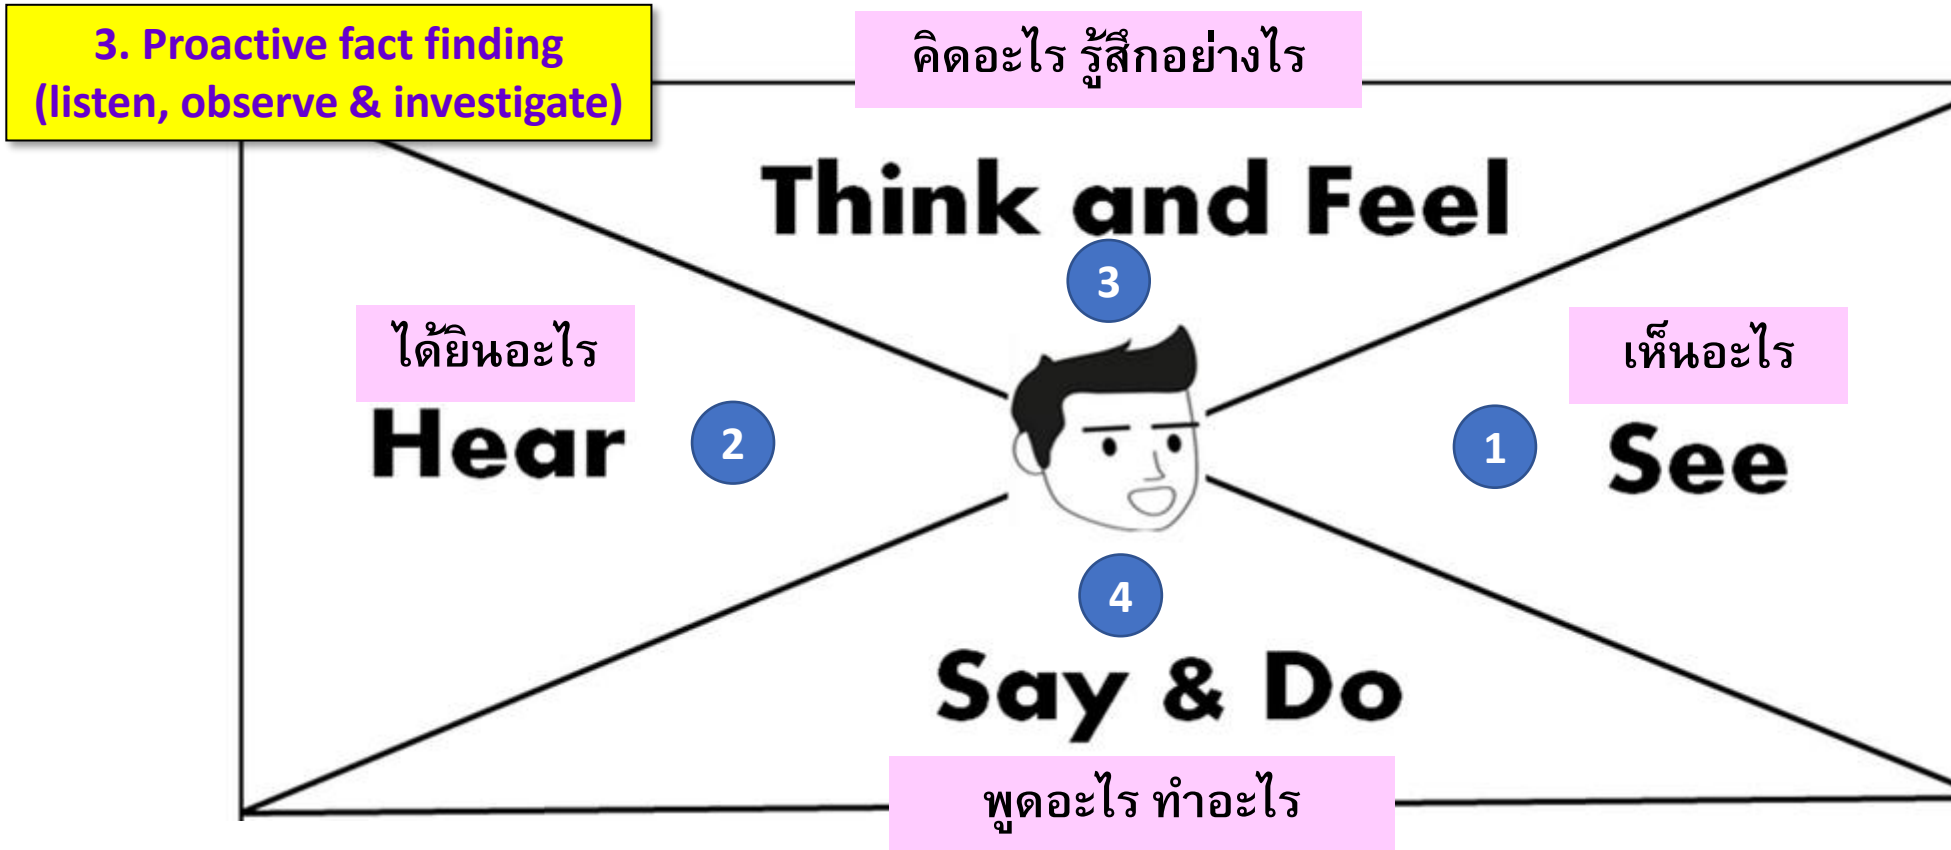 3. Proactive fact finding
(listen, observe & investigate)
คิดอะไร รู้สึกอย่างไร
Think and Feel
3
ได้ยินอะไร
Hear
2
เห็นอะไร
1
See
4
Say & Do
พูดอะไร ทำอะไร